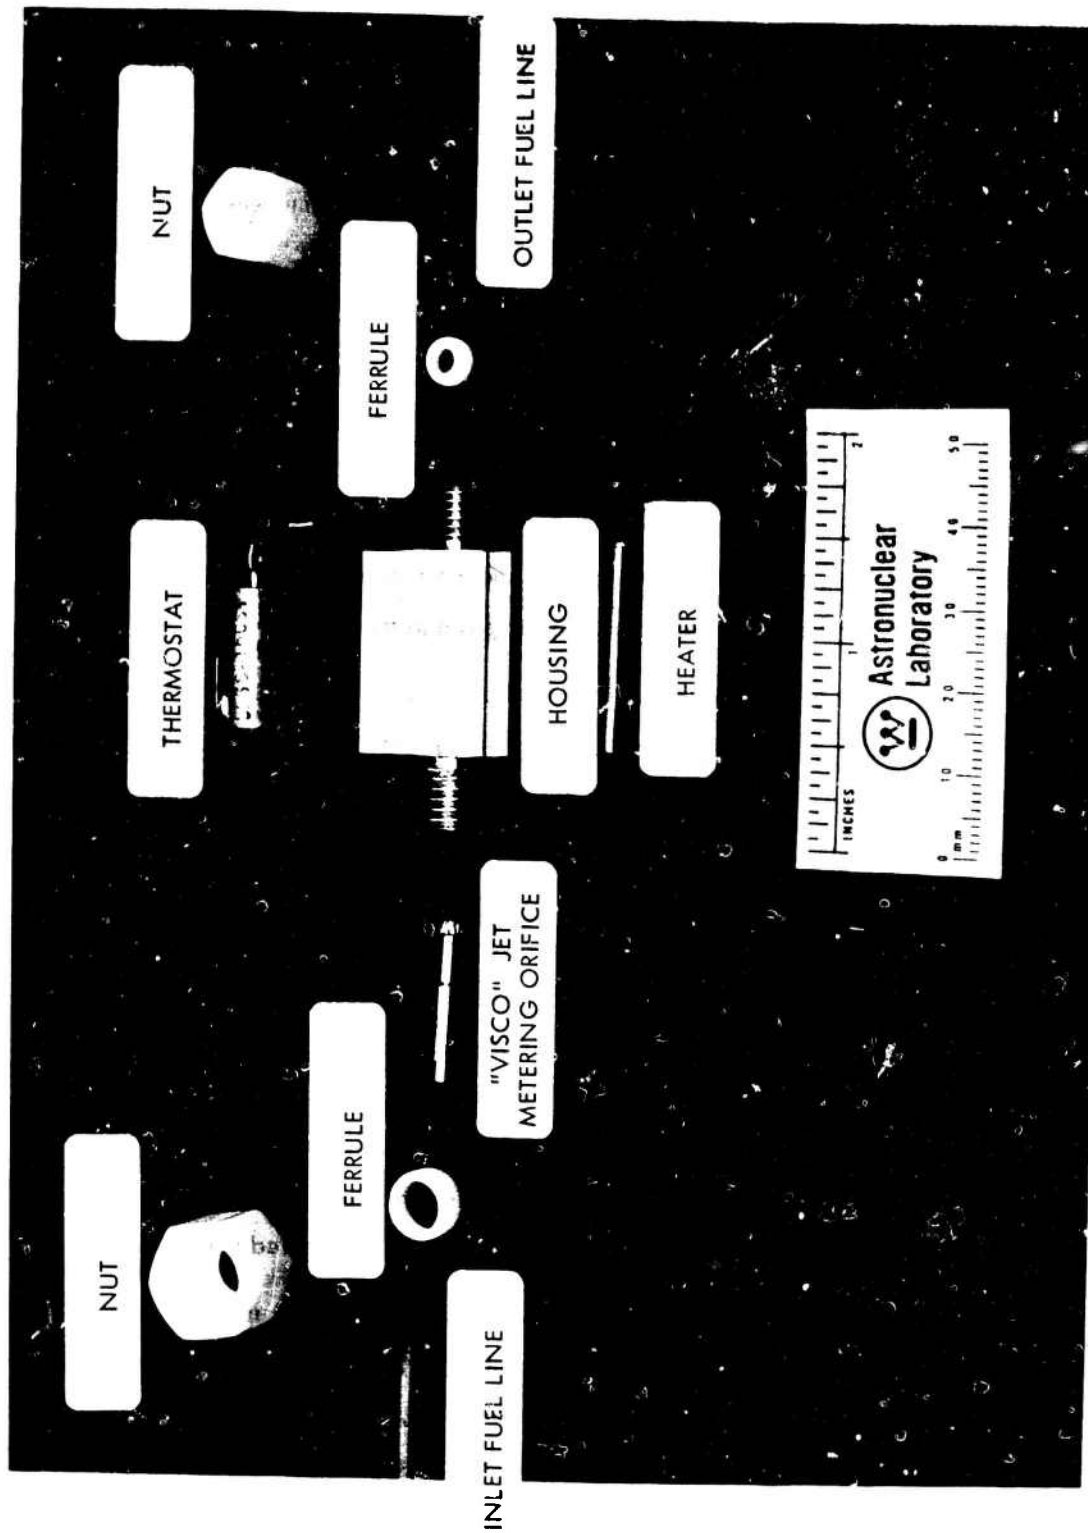 NUT
THERMOSTAT
NUT
FERRULE
FERRULE
INLET FUEL LINE
"VISCO" JET
METERING ORIFICE
HOUSING
OUTLET FUEL LINE
HEATER
INCHES 1 2
Astronuclear
Laboratory
0 mm 10 20 30 40 50